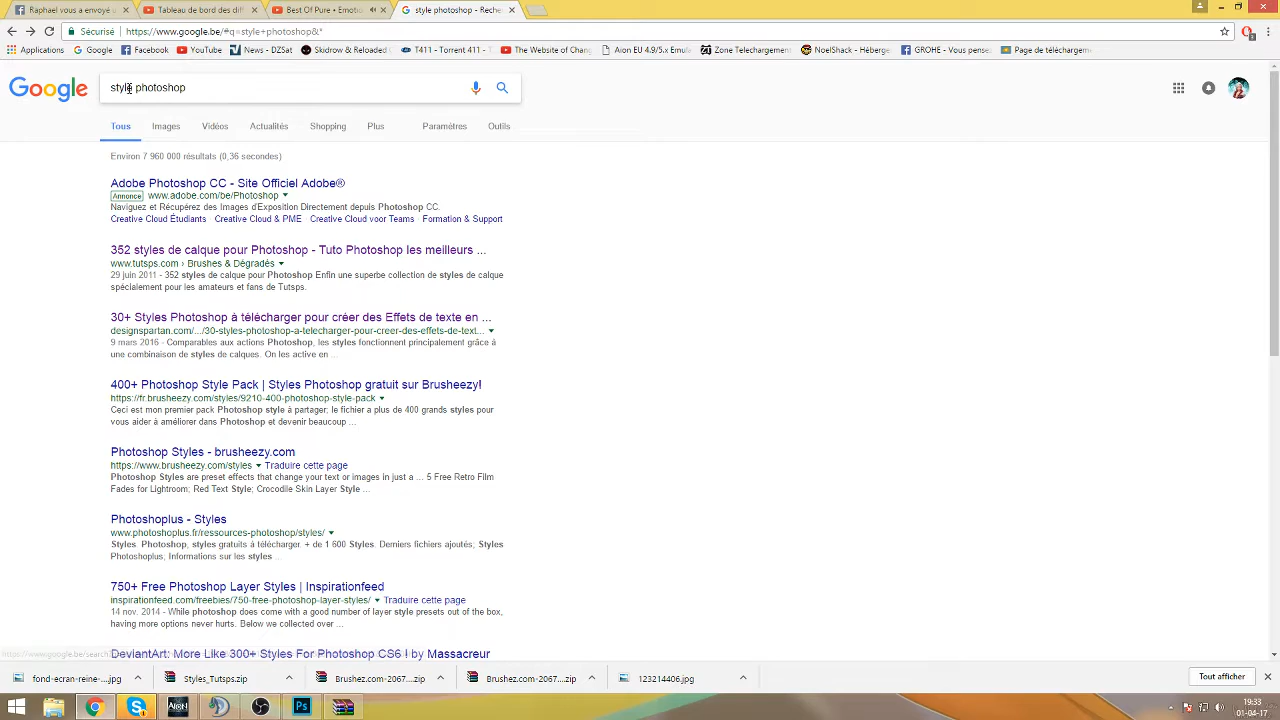 Raphael vous a envoyé u
Tableau de bord des diff
Best Of Pure • Emotio
style photoshop - Reche
Sécurisé
https://www.google.be/#q=style+photoshop&*
Applications
Google
Facebook
YouTube
News - DZSat
Skidrow & Reloaded
T411 - Torrent 411 - T
The Website of Chang
Aion EU 4.9/5.x Emula
Zone Telechargement
NoelShack - Héberge
GROHE - Vous pensez
Page de téléchargeme
Google
style photoshop
Tous Images Vidéos Actualités Shopping Plus Paramètres Outils
Environ 7 960 000 résultats (0,36 secondes)
Adobe Photoshop CC - Site Officiel Adobe®
Annonce www.adobe.com/be/Photoshop
Naviguez et Récupérez des Images d'Exposition Directement depuis Photoshop CC.
Creative Cloud Étudiants · Creative Cloud & PME · Creative Cloud voor Teams · Formation & Support
352 styles de calque pour Photoshop - Tuto Photoshop les meilleurs ...
www.tutsps.com › Brushes & Dégradés
29 juin 2011 - 352 styles de calque pour Photoshop Enfin une superbe collection de styles de calque
spécialement pour les amateurs et fans de Tutsps.
30+ Styles Photoshop à télécharger pour créer des Effets de texte en ...
designspartan.com/.../30-styles-photoshop-a-telecharger-pour-creer-des-effets-de-text...
9 mars 2016 - Comparables aux actions Photoshop, les styles fonctionnent principalement grâce à
une combinaison de styles de calques. On les active en ...
400+ Photoshop Style Pack | Styles Photoshop gratuit sur Brusheezy!
https://fr.brusheezy.com/styles/9210-400-photoshop-style-pack
Ceci est mon premier pack Photoshop style à partager: le fichier a plus de 400 grands styles pour
vous aider à améliorer dans Photoshop et devenir beaucoup ...
Photoshop Styles - brusheezy.com
https://www.brusheezy.com/styles Traduire cette page
Photoshop Styles are preset effects that change your text or images in just a ... 5 Free Retro Film
Fades for Lightroom; Red Text Style; Crocodile Skin Layer Style ...
Photoshoplus - Styles
www.photoshoplus.fr/ressources-photoshop/styles/
Styles. Photoshop, styles gratuits à télécharger. + de 1 600 Styles. Derniers fichiers ajoutés; Styles
Photoshoplus; Informations sur les styles
750+ Free Photoshop Layer Styles | Inspirationfeed
inspirationfeed.com/freebies/750-free-photoshop-layer-styles/ Traduire cette page
14 nov. 2014 - While photoshop does come with a good number of layer style presets out of the box,
having more options never hurts. Below we collected over ...
DeviantArt: More Like 300+ Styles For Photoshop CS6 ! by Massacreur
https://www.google.be/search?
fond-ecran-reine-....jpg
Styles_Tutsps.zip
Brushez.com-2067....zip
Brushez.com-2067....zip
123214406.jpg
Tout afficher
AION
Ps
19:33
01-04-17